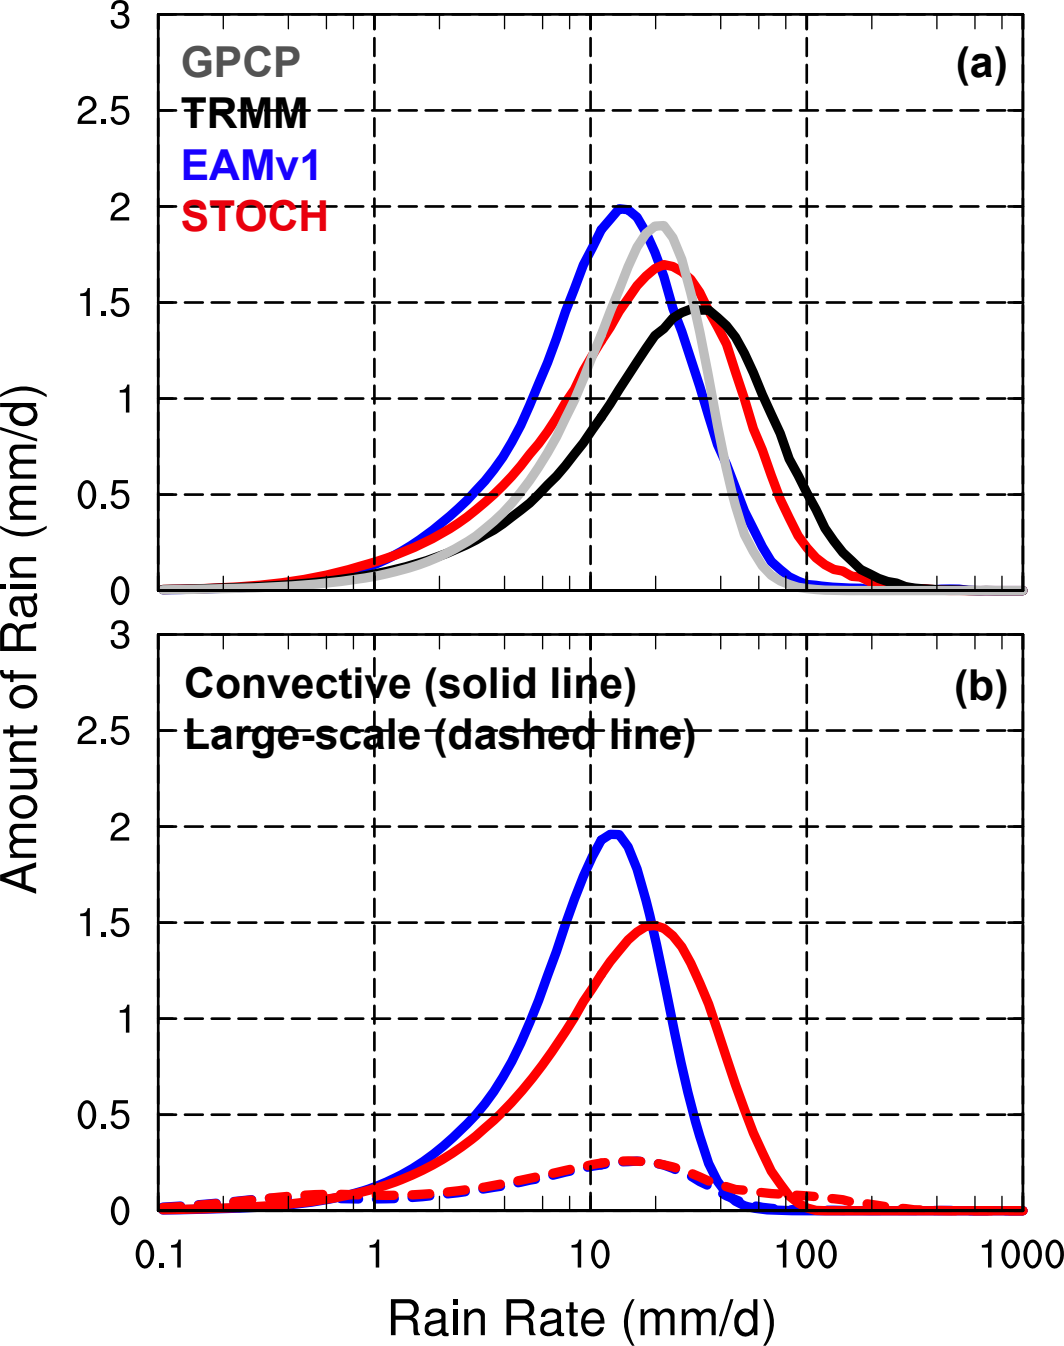 3
GPCP
(a)
2.5
TRMM
EAMv1
2
STOCH
1.5
1
0.5
0
Amount of Rain (mm/d)
3
Convective (solid line)
(b)
2.5
Large-scale (dashed line)
2
1.5
1
0.5
0
0.1
1
10
100
1000
Rain Rate (mm/d)